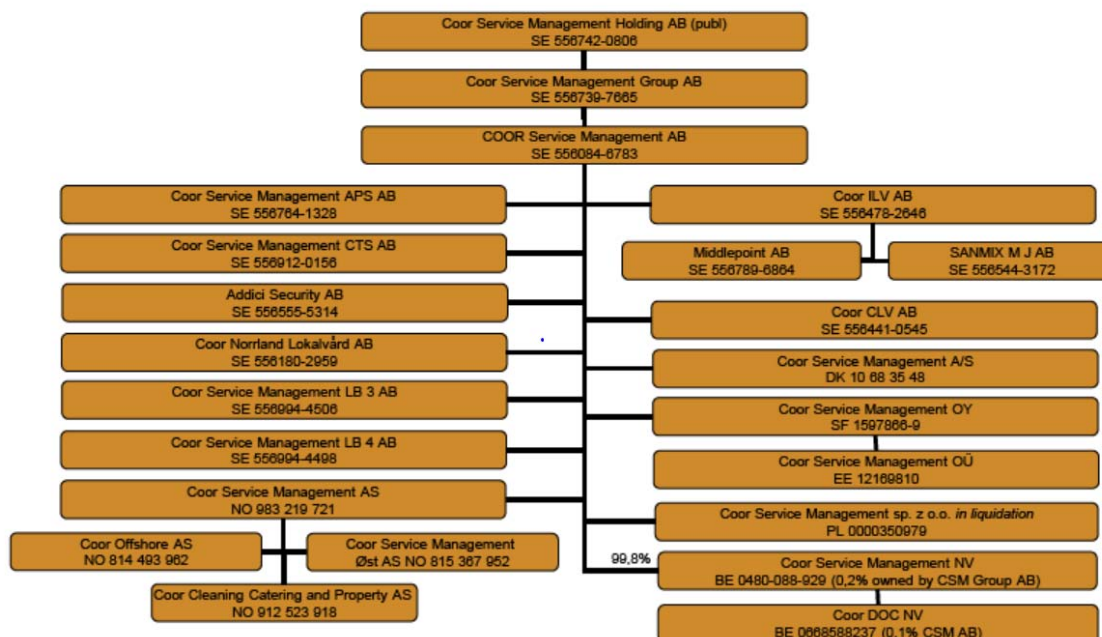 Coor Service Management Holding AB (publ)
SE 556742-0806
Coor Service Management Group AB
SE 556739-7665
COOR Service Management AB
SE 556084-6783
Coor Service Management APS AB
SE 556764-1328
Coor ILV AB
SE 556478-2646
Coor Service Management CTS AB
SE 556912-0156
Middlepoint AB
SE 556789-6864
SANMIX M J AB
SE 556544-3172
Addici Security AB
SE 556555-5314
Coor CLV AB
SE 556441-0545
Coor Norrland Lokalvård AB
SE 556180-2959
Coor Service Management A/S
DK 10 68 35 48
Coor Service Management LB 3 AB
SE 556994-4506
Coor Service Management OY
SF 1597866-9
Coor Service Management LB 4 AB
SE 556994-4498
Coor Service Management OÜ
EE 12169810
Coor Service Management AS
NO 983 219 721
Coor Service Management sp. z o.o. in liquidation
PL 0000350979
Coor Offshore AS
NO 814 493 962
Coor Service Management
Øst AS NO 815 367 952
99,8%
Coor Service Management NV
BE 0480-088-929 (0,2% owned by CSM Group AB)
Coor Cleaning Catering and Property AS
NO 912 523 918
Coor DOC NV
BE 0668588237 (0,1% CSM AB)